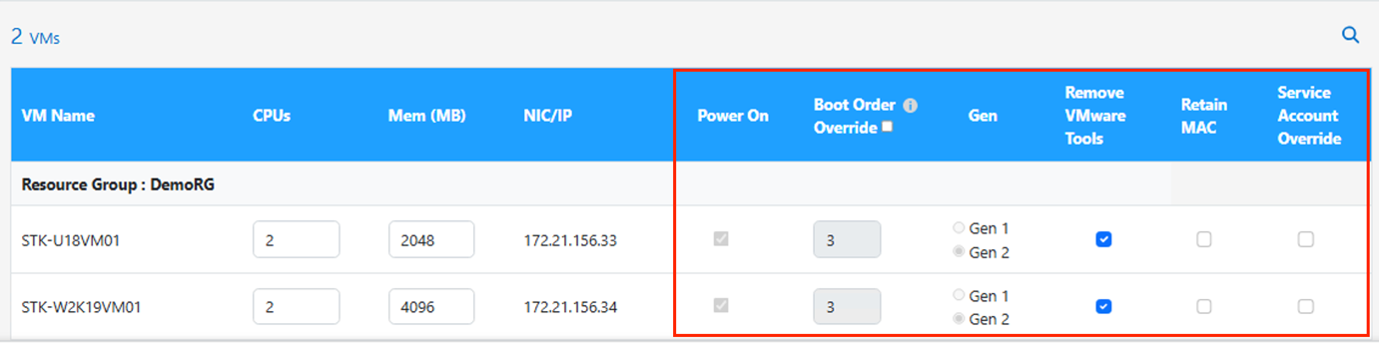 2 VMs
VM Name CPUs Mem (MB) NIC/IP Power On Boot Order Override Gen Remove VMware Tools Retain MAC Service Account Override
Resource Group : DemoRG
STK-U18VM01 2 2048 172.21.156.33 3 Gen 1 Gen 2
STK-W2K19VM01 2 4096 172.21.156.34 3 Gen 1 Gen 2